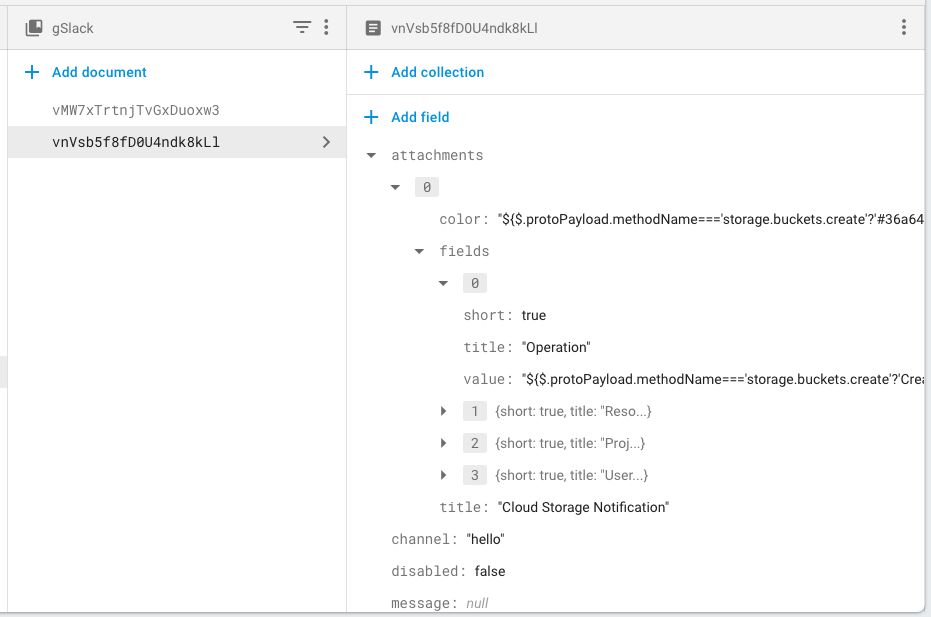 gSlack
Add document
vMW7xTrtnjTvGxDuoxw3
vnVsb5f8fD0U4ndk8kLl
vnVsb5f8fD0U4ndk8kLl
Add collection
Add field
attachments
0
color: "${$.protoPayload.methodName==='storage.buckets.create'?'#36a64
fields
0
short: true
title: "Operation"
value: "${$.protoPayload.methodName==='storage.buckets.create'?'Crea
1 {short: true, title: "Reso...}
2 {short: true, title: "Proj...}
3 {short: true, title: "User...}
title: "Cloud Storage Notification"
channel: "hello"
disabled: false
message: null